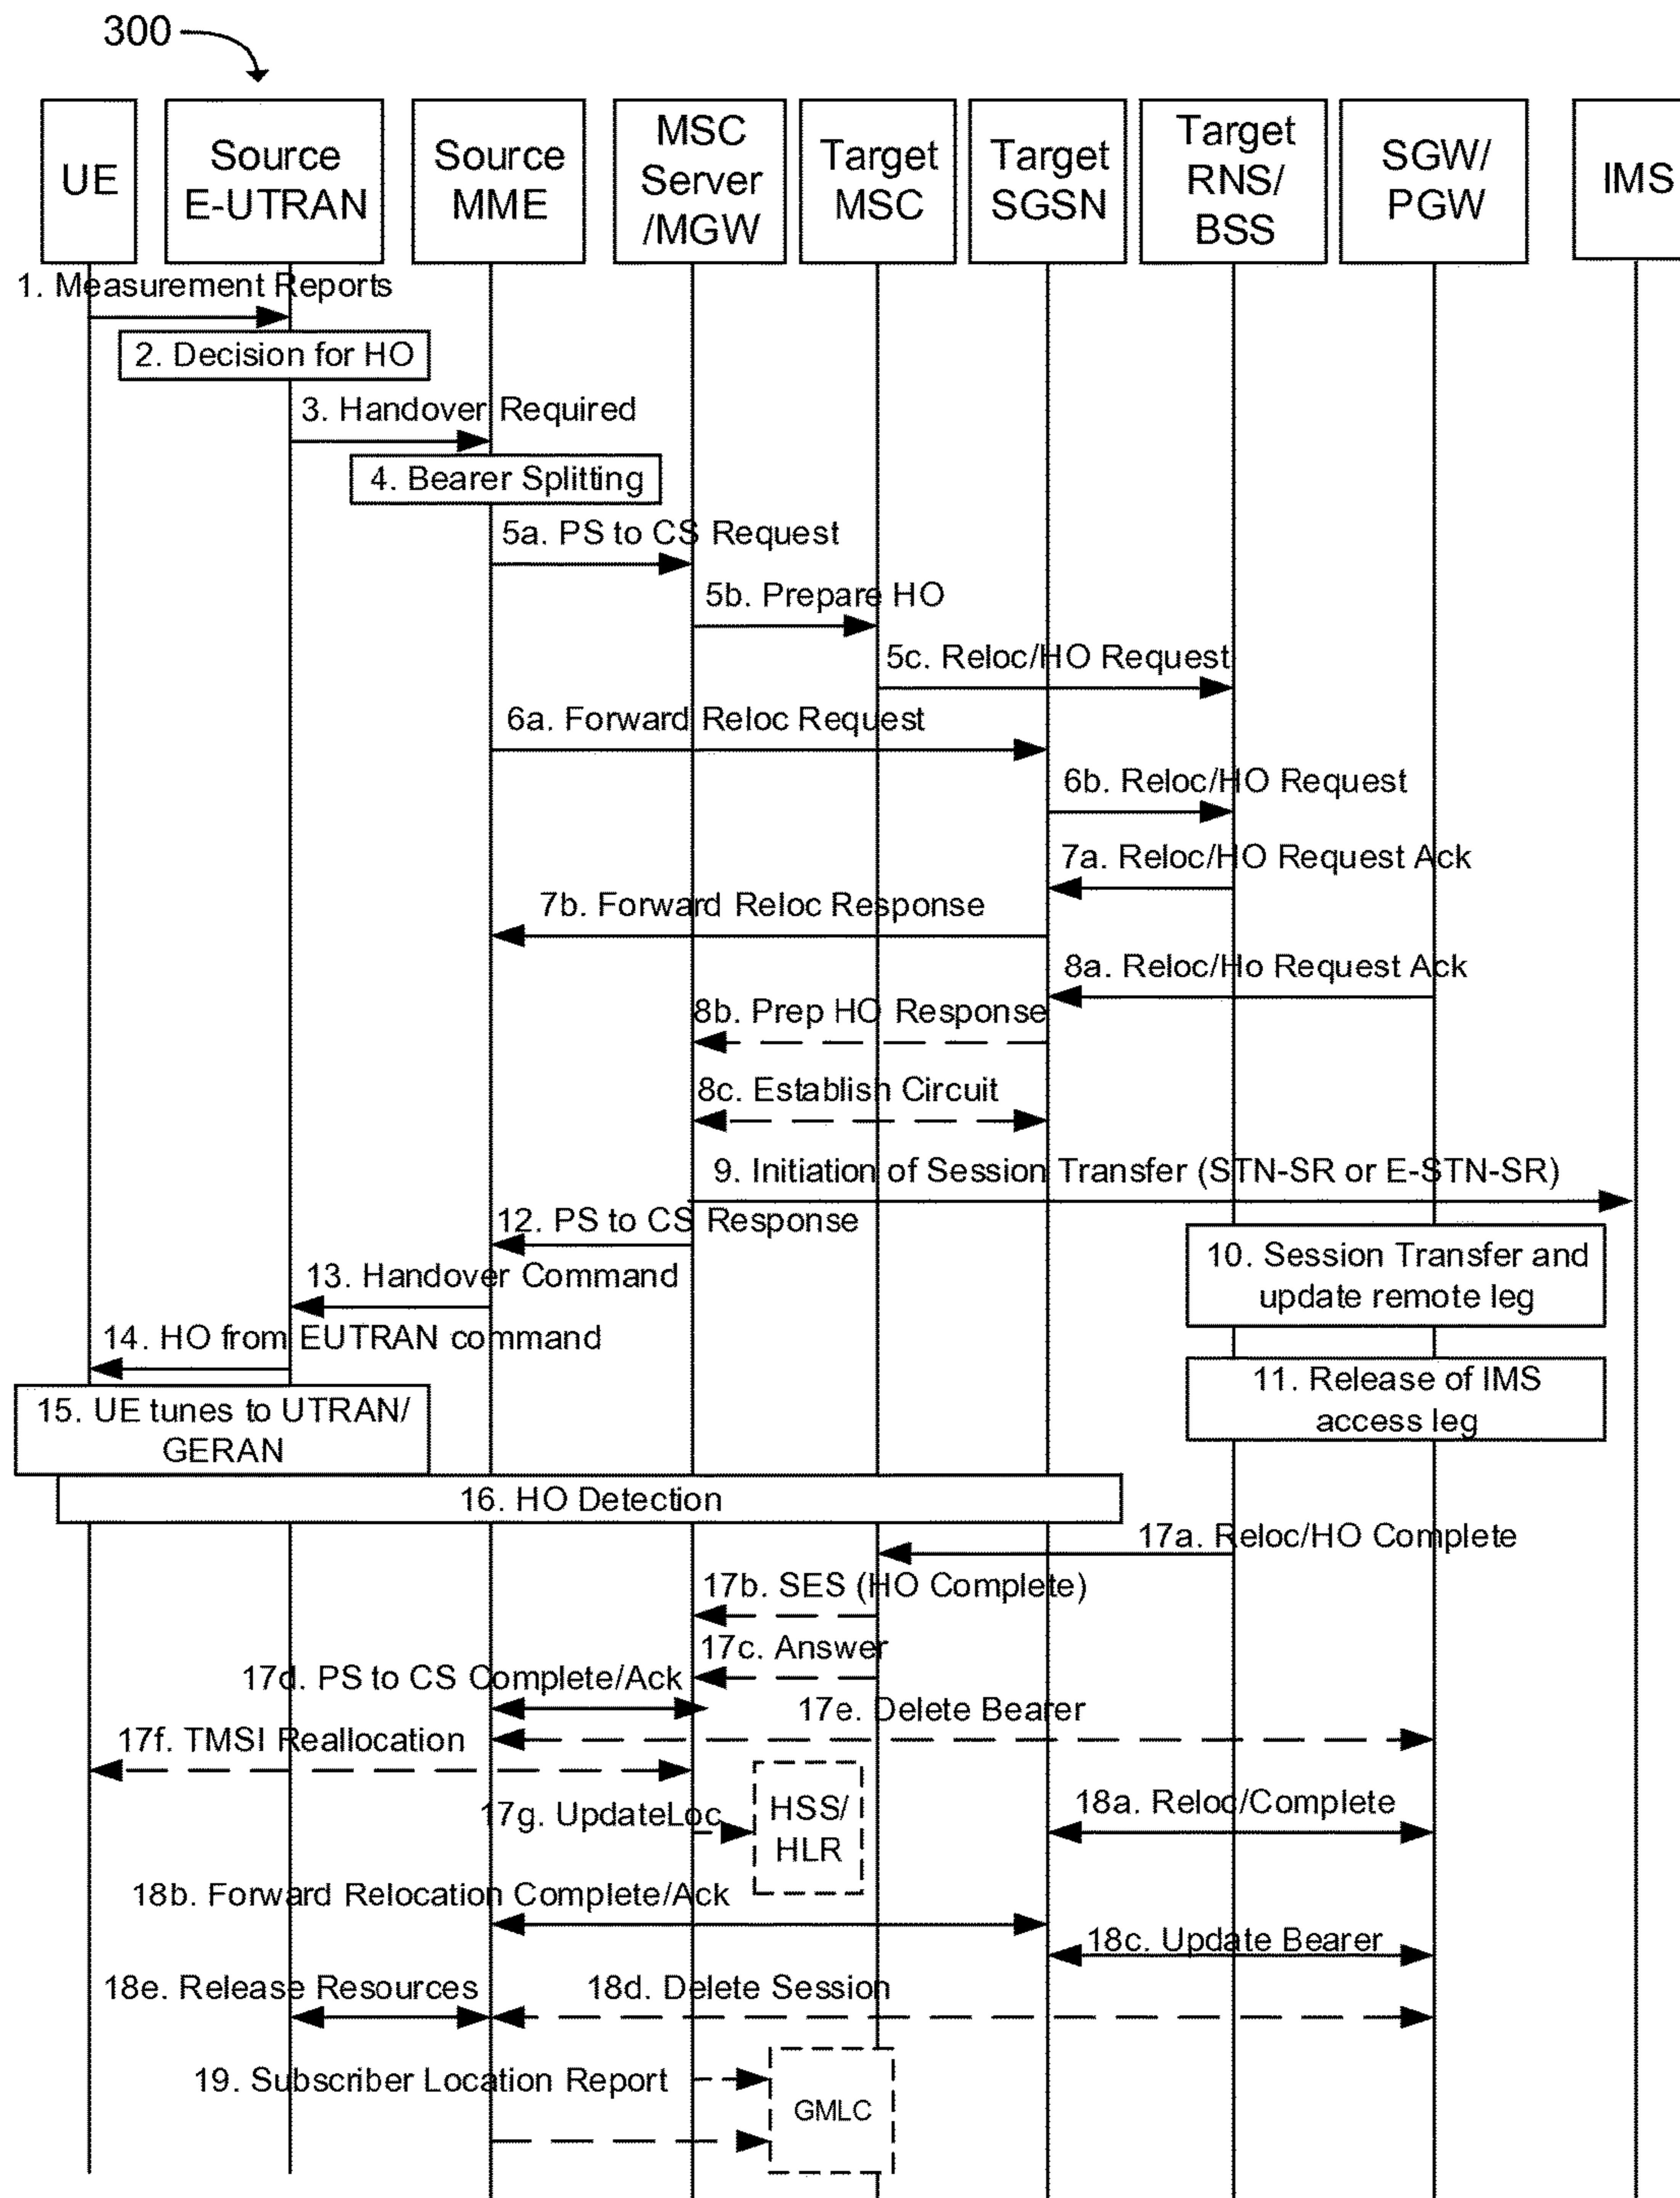 300
UE
Source
E-UTRAN
Source
MME
MSC
Server
/MGW
Target
MSC
Target
SGSN
Target
RNS/
BSS
SGW/
PGW
IMS
1. Measurement Reports
2. Decision for HO
3. Handover Required
4. Bearer Splitting
5a. PS to CS Request
5b. Prepare HO
5c. Reloc/HO Request
6a. Forward Reloc Request
6b. Reloc/HO Request
7a. Reloc/HO Request Ack
7b. Forward Reloc Response
8a. Reloc/Ho Request Ack
8b. Prep HO Response
8c. Establish Circuit
9. Initiation of Session Transfer (STN-SR or E-STN-SR)
12. PS to CS Response
10. Session Transfer and
update remote leg
13. Handover Command
14. HO from EUTRAN command
11. Release of IMS
access leg
15. UE tunes to UTRAN/
GERAN
16. HO Detection
17a. Reloc/HO Complete
17b. SES (HO Complete)
17c. Answer
17d. PS to CS Complete/Ack
17e. Delete Bearer
17f. TMSI Reallocation
17g. UpdateLoc
HSS/
HLR
18a. Reloc/Complete
18b. Forward Relocation Complete/Ack
18c. Update Bearer
18e. Release Resources
18d. Delete Session
19. Subscriber Location Report
GMLC